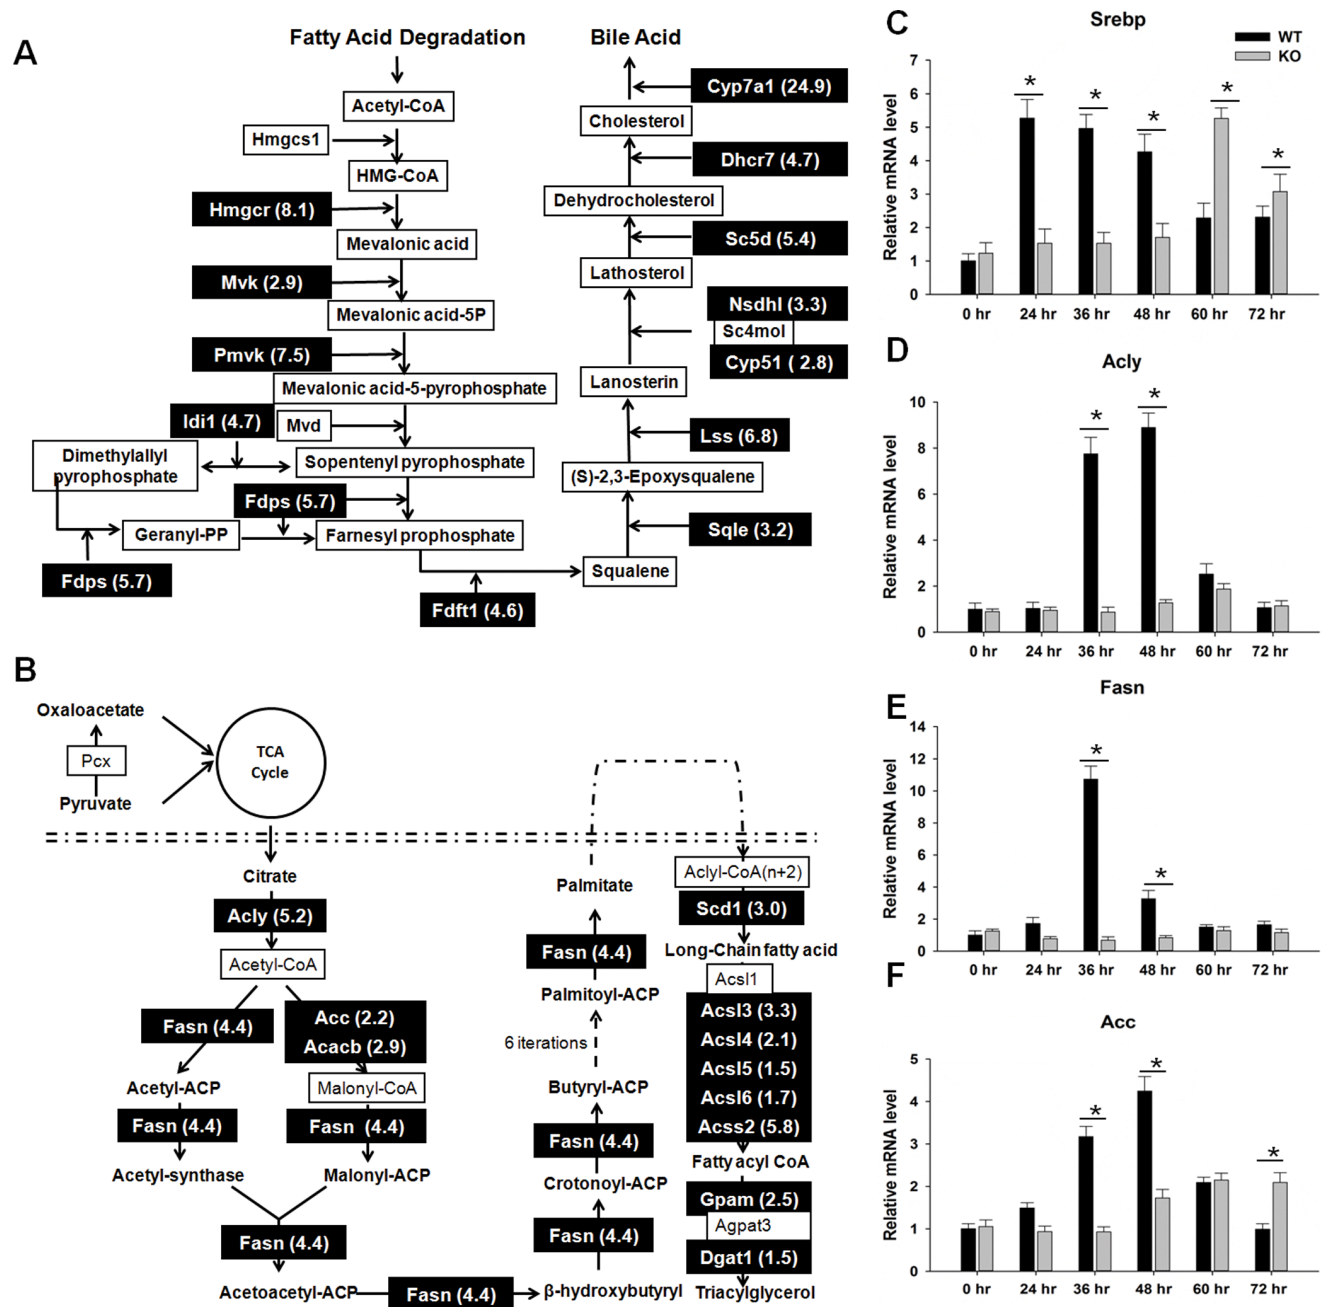 A
Fatty Acid Degradation
Acetyl-CoA
Hmgcs1
HMG-CoA
Hmgcr (8.1)
Mevalonic acid
Mvk (2.9)
Mevalonic acid-5P
Pmvk (7.5)
Mevalonic acid-5-pyrophosphate
Idi1 (4.7)
Mvd
Dimethylallyl
pyrophosphate
Sopentenyl pyrophosphate
Fdps (5.7)
Geranyl-PP
Farnesyl prophosphate
Fdps (5.7)
Fdft1 (4.6)
Bile Acid
Cyp7a1 (24.9)
Cholesterol
Dhcr7 (4.7)
Dehydrocholesterol
Sc5d (5.4)
Lathosterol
Nsdhl (3.3)
Sc4mol
Cyp51 ( 2.8)
Lanosterin
Lss (6.8)
(S)-2,3-Epoxysqualene
Sqle (3.2)
Squalene
B
Oxaloacetate
Pcx
Pyruvate
TCA
Cycle
Citrate
Acly (5.2)
Acetyl-CoA
Fasn (4.4)
Acc (2.2)
Acacb (2.9)
Acetyl-ACP
Malonyl-CoA
Fasn (4.4)
Fasn (4.4)
Acetyl-synthase
Malonyl-ACP
Fasn (4.4)
Acetoacetyl-ACP
Fasn (4.4)
β-hydroxybutyryl
Fasn (4.4)
Crotonoyl-ACP
Fasn (4.4)
Butyryl-ACP
6 iterations
Palmitoyl-ACP
Fasn (4.4)
Palmitate
Aclyl-CoA(n+2)
Scd1 (3.0)
Long-Chain fatty acid
Acsl1
Acsl3 (3.3)
Acsl4 (2.1)
Acsl5 (1.5)
Acsl6 (1.7)
Acss2 (5.8)
Fatty acyl CoA
Gpam (2.5)
Agpat3
Dgat1 (1.5)
Triacylglycerol
C
Srebp
WT
KO
Relative mRNA level
7
6
5
4
3
2
1
0
* * * * *
0 hr 24 hr 36 hr 48 hr 60 hr 72 hr
D
Acly
Relative mRNA level
10
8
6
4
2
0
* *
0 hr 24 hr 36 hr 48 hr 60 hr 72 hr
E
Fasn
Relative mRNA level
14
12
10
8
6
4
2
0
* *
0 hr 24 hr 36 hr 48 hr 60 hr 72 hr
F
Acc
Relative mRNA level
5
4
3
2
1
0
* * *
0 hr 24 hr 36 hr 48 hr 60 hr 72 hr